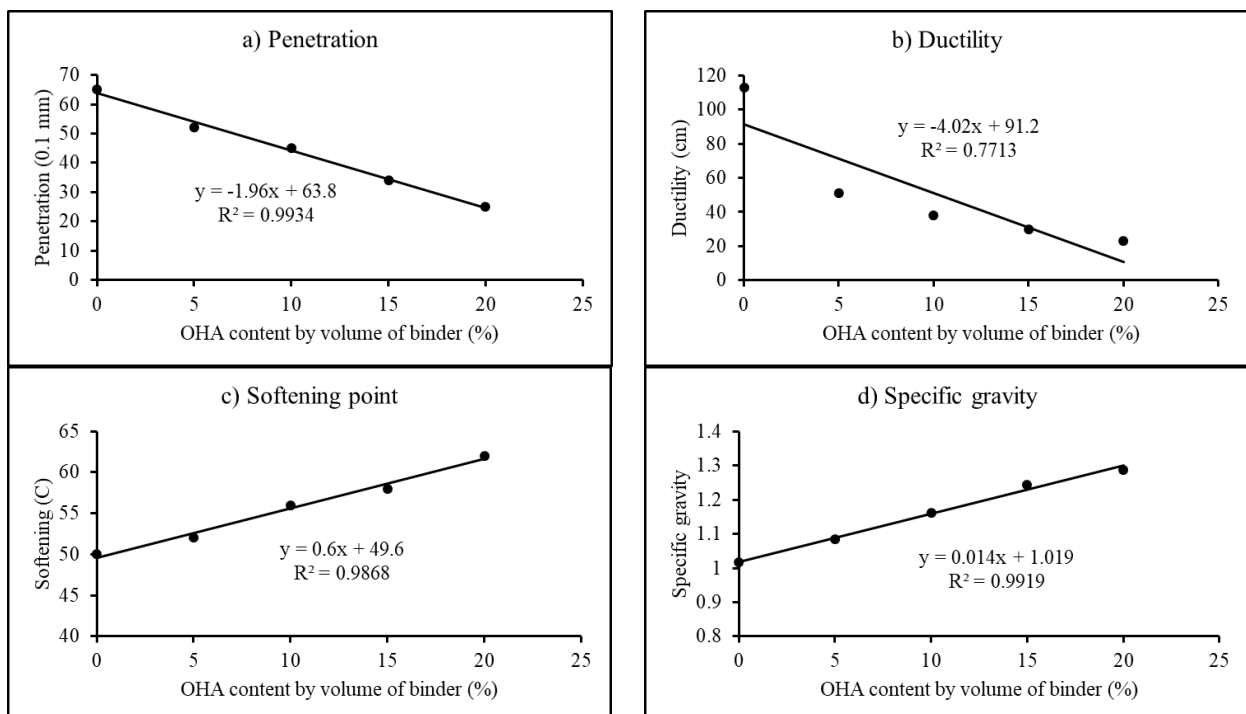 a) Penetration
Penetration (0.1 mm)
70
60
50
40
30
20
10
0
y = -1.96x + 63.8
R² = 0.9934
0 5 10 15 20 25
OHA content by volume of binder (%)
b) Ductility
Ductility (cm)
120
100
80
60
40
20
0
y = -4.02x + 91.2
R² = 0.7713
0 5 10 15 20 25
OHA content by volume of binder (%)
c) Softening point
Softening (C)
65
60
55
50
45
40
y = 0.6x + 49.6
R² = 0.9868
0 5 10 15 20 25
OHA content by volume of binder (%)
d) Specific gravity
Specific gravity
1.4
1.3
1.2
1.1
1
0.9
0.8
y = 0.014x + 1.019
R² = 0.9919
0 5 10 15 20 25
OHA content by volume of binder (%)